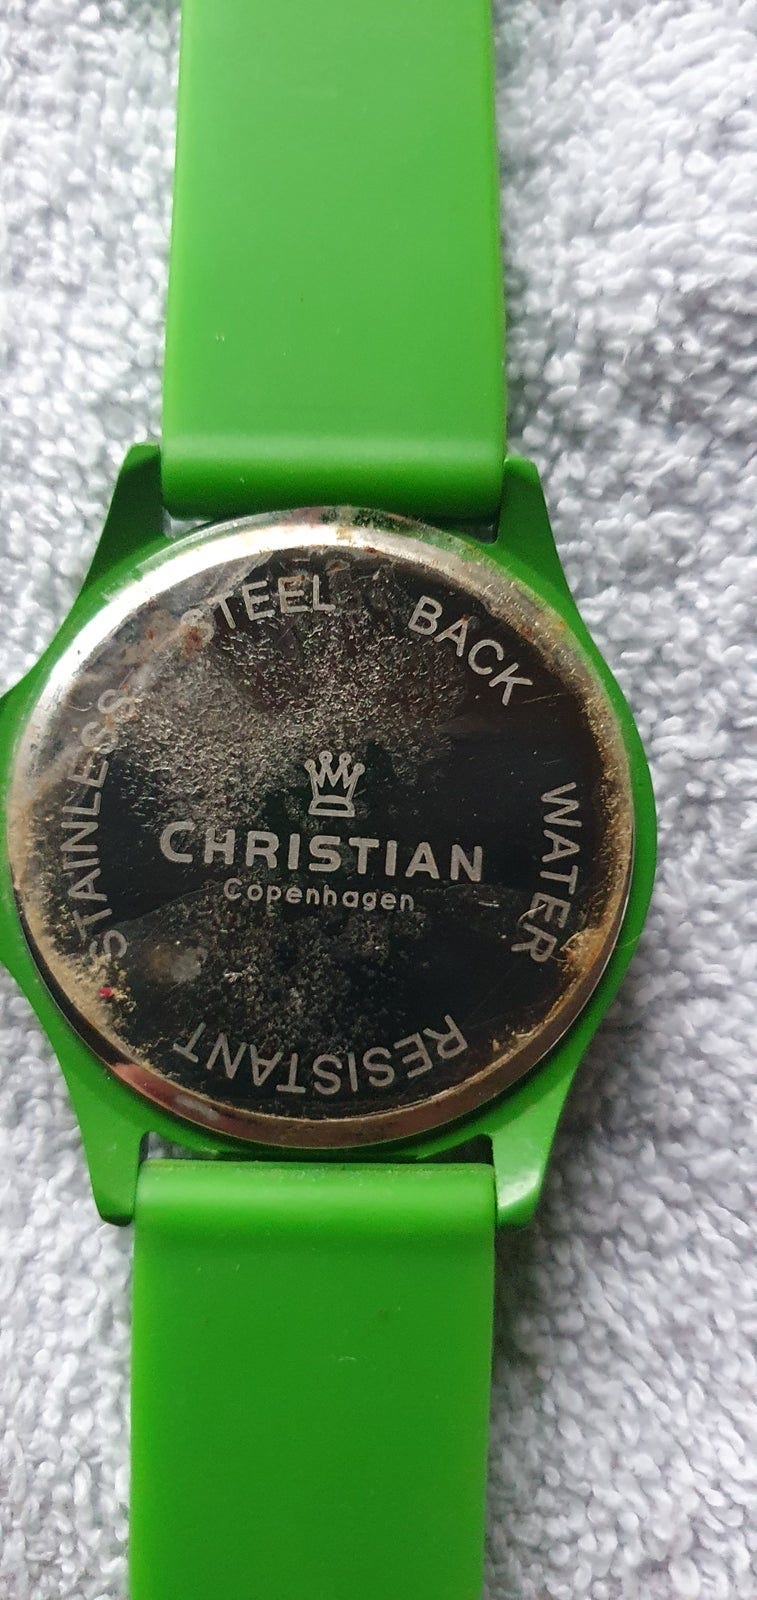 STAINLESS STEEL BACK
WATER RESISTANT
CHRISTIAN
Copenhagen